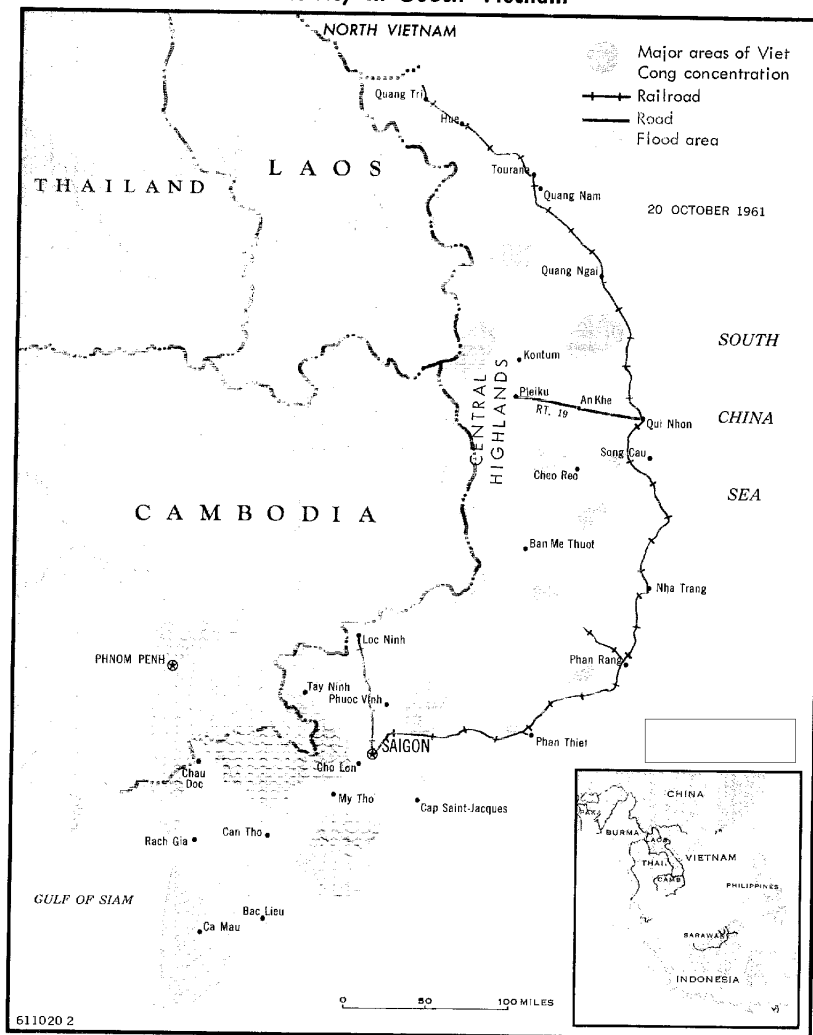 South Vietnam
NORTH VIETNAM
Major areas of Viet
Cong concentration
Railroad
Road
Flood area
20 OCTOBER 1961
Quang Tri
Hue
LAOS
THAILAND
Tourane
Quang Nam
Quang Ngai
SOUTH
CHINA
SEA
Kontum
Pleiku
An Khe
RT. 19
Qui Nhon
CENTRAL
HIGHLANDS
Song Cau
Cheo Reo
CAMBODIA
Ban Me Thuot
Nha Trang
Loc Ninh
PHNOM PENH
Phan Rang
Tay Ninh
Phuoc Vinh
SAIGON
Phan Thiet
Cho Lon
Chau
Doc
My Tho
Cap Saint-Jacques
Can Tho
Rach Gia
GULF OF SIAM
Bac Lieu
Ca Mau
0 50 100 MILES
611020 2
CHINA
BURMA
LAOS
THAI.
VIETNAM
CAMB
PHILIPPINES
SARAWAK
INDONESIA